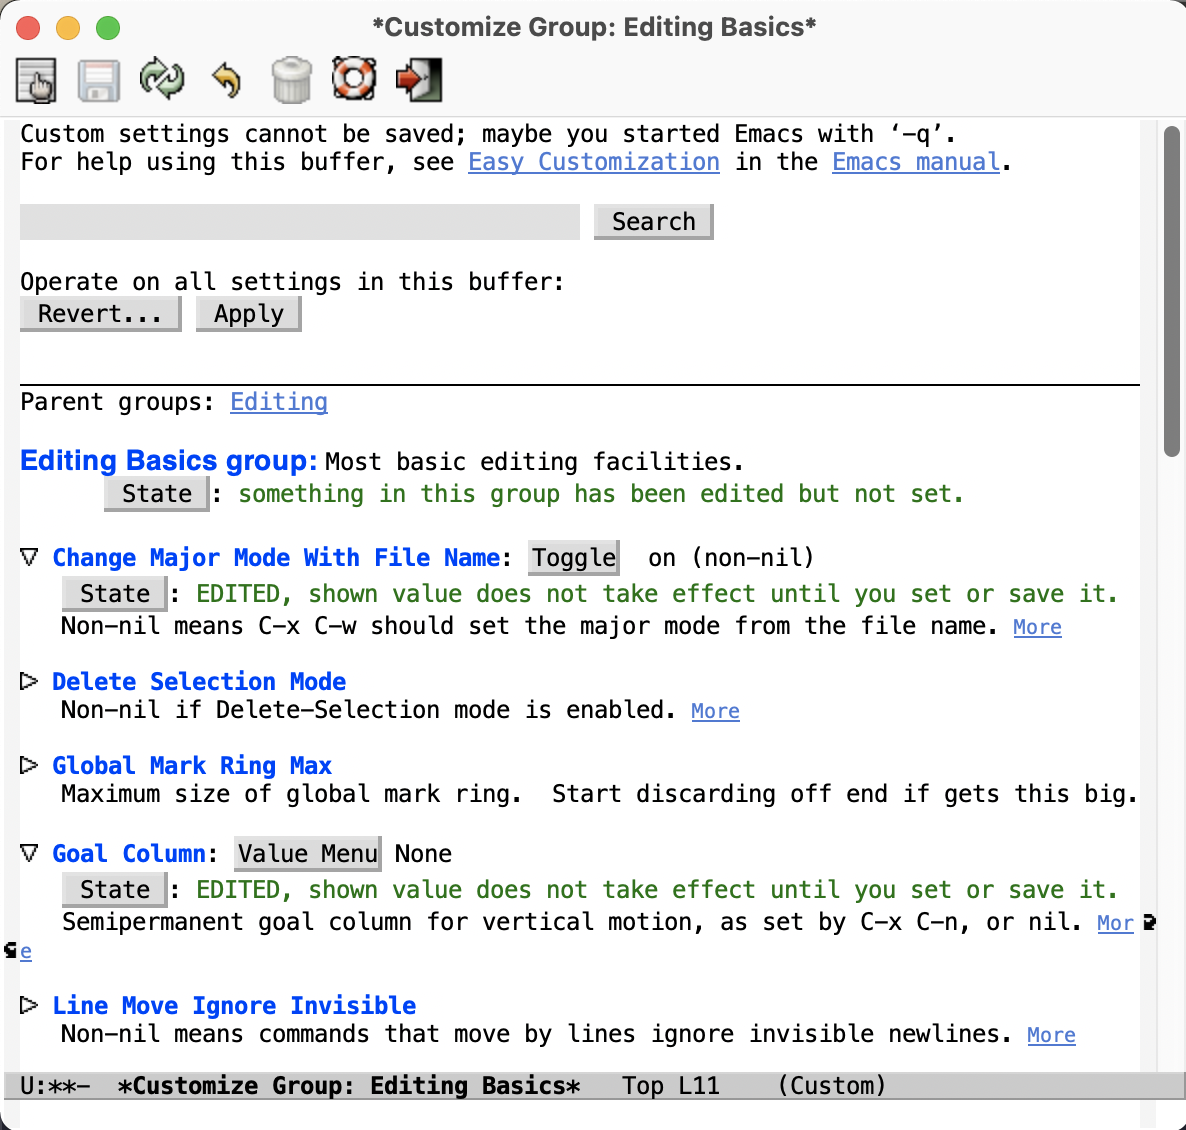 *Customize Group: Editing Basics*
Custom settings cannot be saved; maybe you started Emacs with ‘-q’.
For help using this buffer, see Easy Customization in the Emacs manual.
Search
Operate on all settings in this buffer:
Revert... Apply
Parent groups: Editing
Editing Basics group: Most basic editing facilities.
State : something in this group has been edited but not set.
Change Major Mode With File Name: Toggle on (non-nil)
State : EDITED, shown value does not take effect until you set or save it.
Non-nil means C-x C-w should set the major mode from the file name. More
Delete Selection Mode
Non-nil if Delete-Selection mode is enabled. More
Global Mark Ring Max
Maximum size of global mark ring.  Start discarding off end if gets this big.
Goal Column: Value Menu None
State : EDITED, shown value does not take effect until you set or save it.
Semipermanent goal column for vertical motion, as set by C-x C-n, or nil. Mor
e
Line Move Ignore Invisible
Non-nil means commands that move by lines ignore invisible newlines. More
U:**-  *Customize Group: Editing Basics*   Top L11    (Custom)